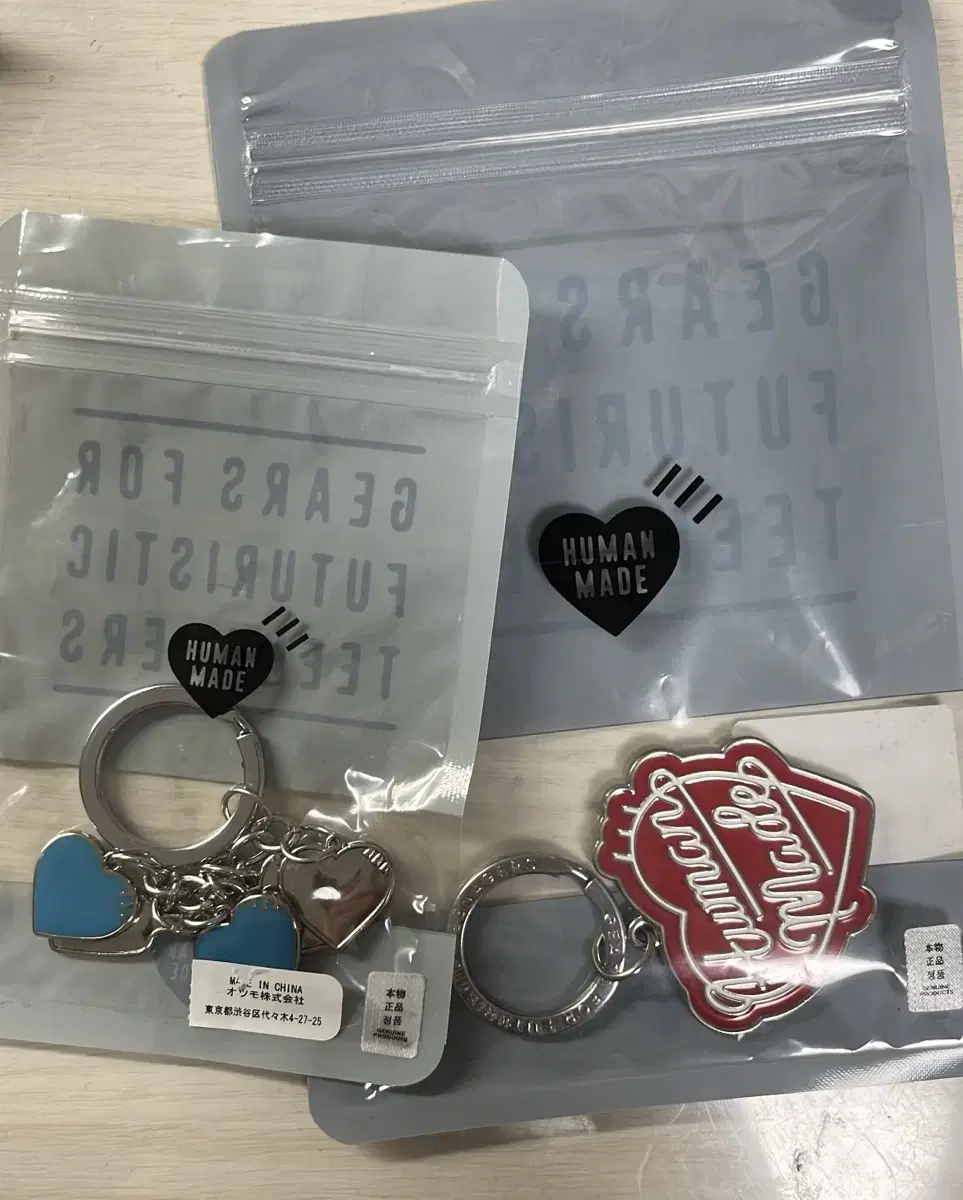 GEARS
FUTURIS
TEE
HUMAN
MADE
GEARS FOR
FUTURISTIC
TEENAGERS
HUMAN
MADE
Human
Made
MADE IN CHINA
オツモ株式会社
東京都渋谷区代々木4-27-25
本物
正品
정품
GENUINE
PRODUCTS
本物
正品
정품
GENUINE
PRODUCTS